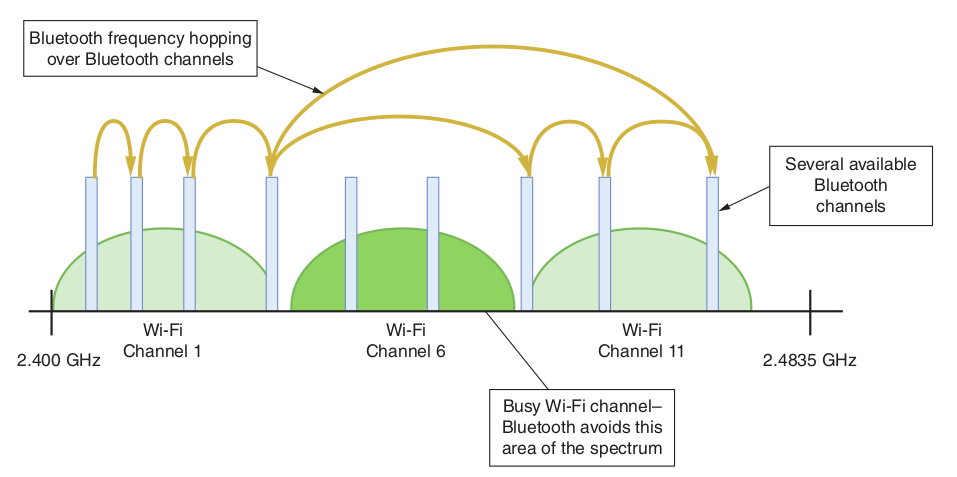 Bluetooth frequency hopping
over Bluetooth channels
Several available
Bluetooth
channels
Wi-Fi
Channel 1
Wi-Fi
Channel 6
Wi-Fi
Channel 11
2.400 GHz
2.4835 GHz
Busy Wi-Fi channel–
Bluetooth avoids this
area of the spectrum